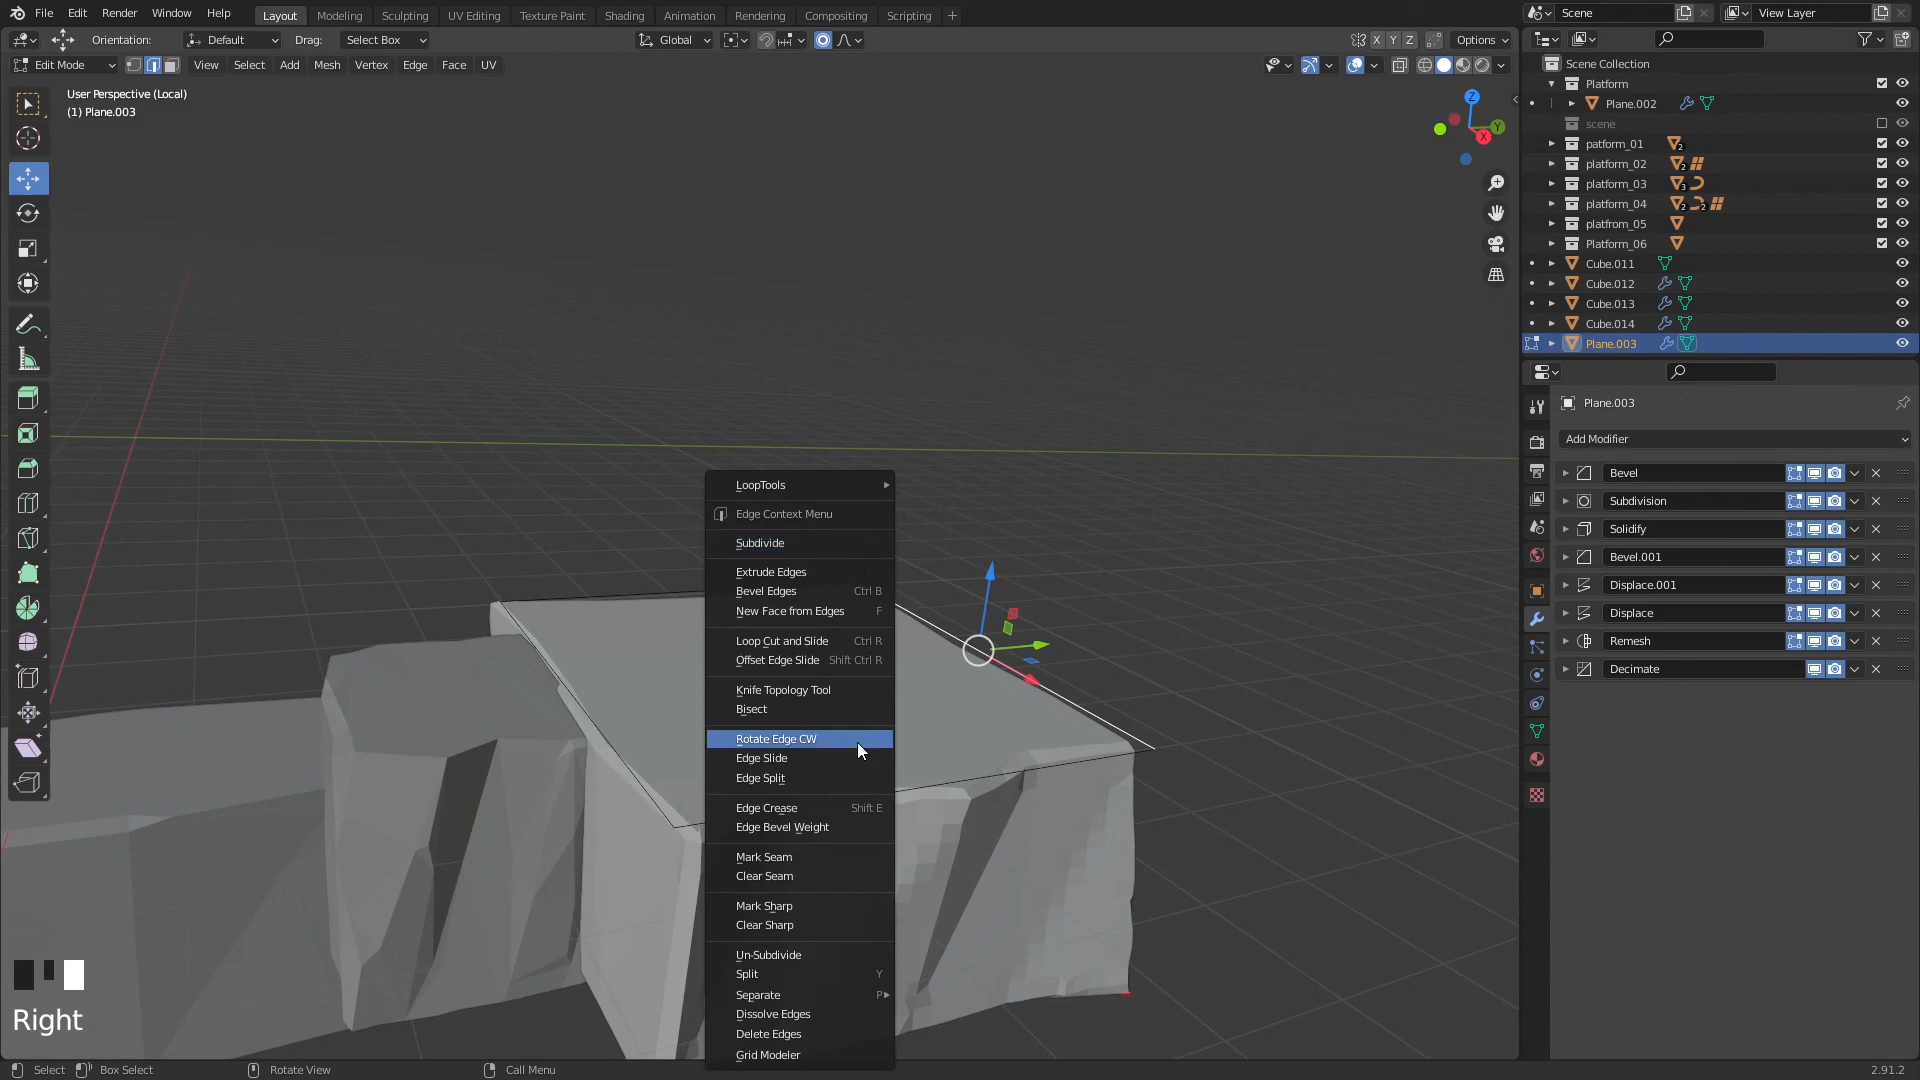 File Edit Render Window Help Layout Modeling Sculpting UV Editing Texture Paint Shading Animation Rendering Compositing Scripting + Scene View Layer
Orientation: Default Drag: Select Box Global X Y Z Options
Edit Mode View Select Add Mesh Vertex Edge Face UV
User Perspective (Local)
(1) Plane.003
Z
Y
X
LoopTools
Edge Context Menu
Subdivide
Extrude Edges
Bevel Edges Ctrl B
New Face from Edges F
Loop Cut and Slide Ctrl R
Offset Edge Slide Shift Ctrl R
Knife Topology Tool
Bisect
Rotate Edge CW
Edge Slide
Edge Split
Edge Crease Shift E
Edge Bevel Weight
Mark Seam
Clear Seam
Mark Sharp
Clear Sharp
Un-Subdivide
Split Y
Separate P
Dissolve Edges
Delete Edges
Grid Modeler
Right
Scene Collection
Platform
Plane.002
scene
patform_01 2
platform_02 2
platform_03 3
platform_04 2 2
platfrom_05
Platform_06
Cube.011
Cube.012
Cube.013
Cube.014
Plane.003
Plane.003
Add Modifier
Bevel
Subdivision
Solidify
Bevel.001
Displace.001
Displace
Remesh
Decimate
Select Box Select Rotate View Call Menu 2.91.2